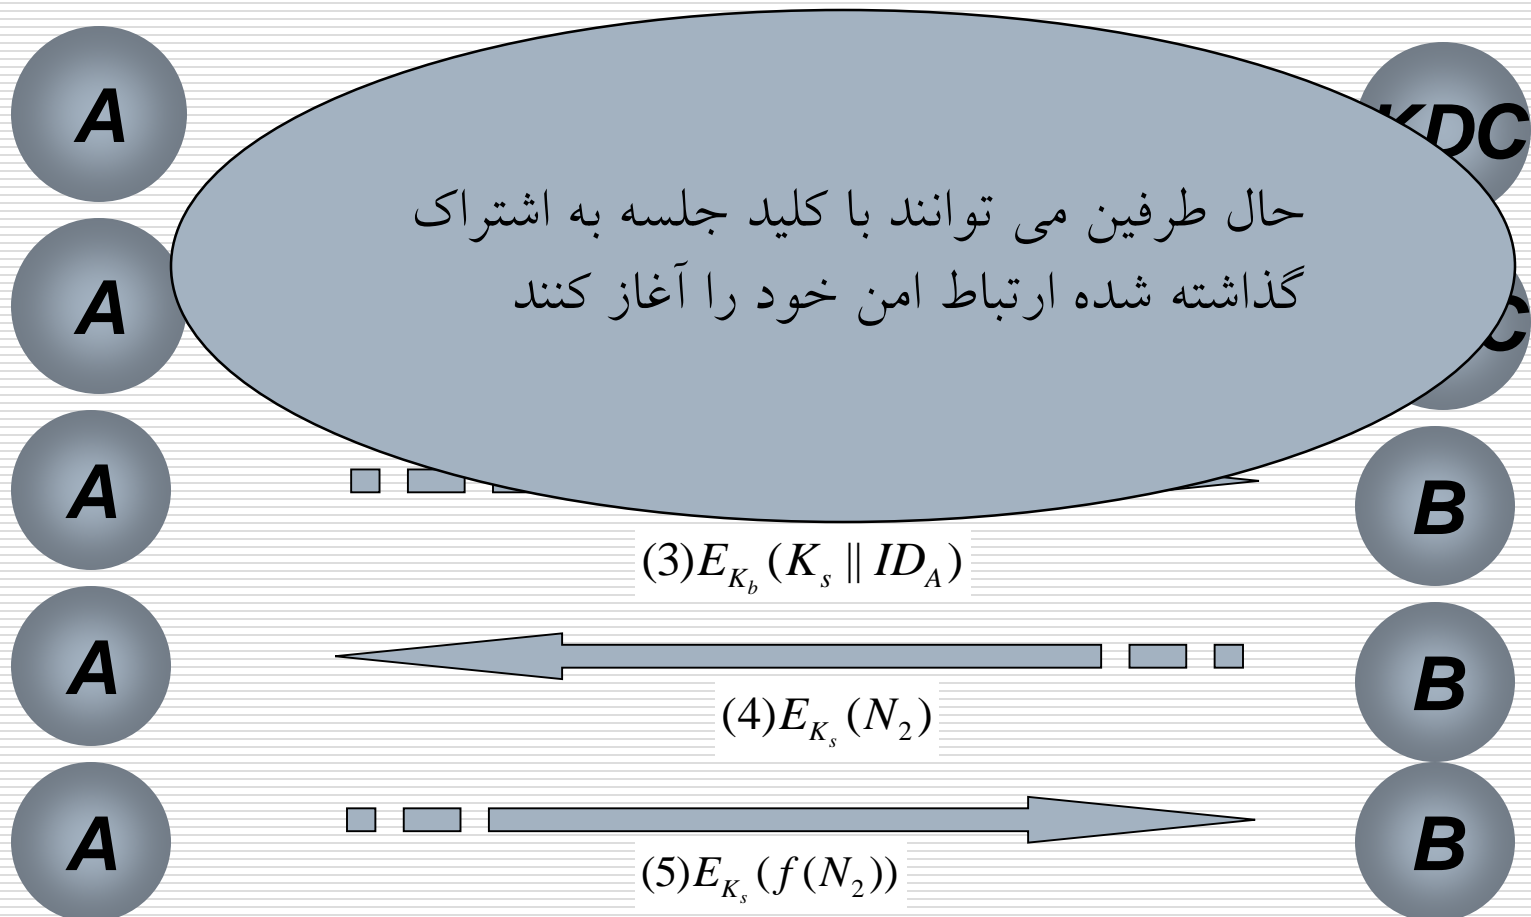 A
KDC
حال طرفین می توانند با کلید جلسه به اشتراک
گذاشته شده ارتباط امن خود را آغاز کنند
A
C
A
B
(3)E_{K_b}(K_s || ID_A)
A
B
(4)E_{K_s}(N_2)
A
B
(5)E_{K_s}(f(N_2))